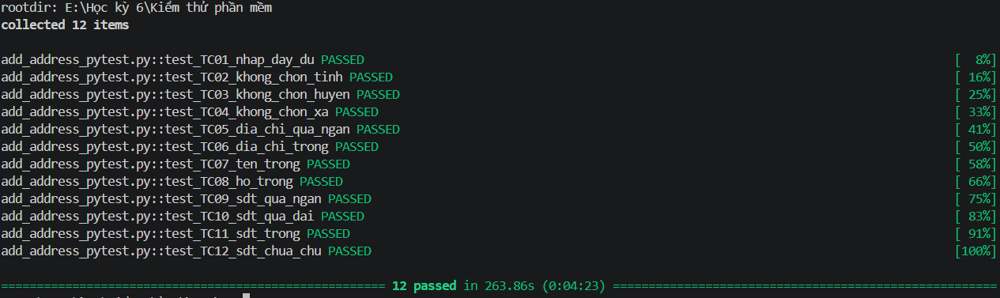 rootdir: E:\Học kỳ 6\Kiểm thử phần mềm
collected 12 items
add_address_pytest.py::test_TC01_nhap_day_du PASSED [  8%]
add_address_pytest.py::test_TC02_khong_chon_tinh PASSED [ 16%]
add_address_pytest.py::test_TC03_khong_chon_huyen PASSED [ 25%]
add_address_pytest.py::test_TC04_khong_chon_xa PASSED [ 33%]
add_address_pytest.py::test_TC05_dia_chi_qua_ngan PASSED [ 41%]
add_address_pytest.py::test_TC06_dia_chi_trong PASSED [ 50%]
add_address_pytest.py::test_TC07_ten_trong PASSED [ 58%]
add_address_pytest.py::test_TC08_ho_trong PASSED [ 66%]
add_address_pytest.py::test_TC09_sdt_qua_ngan PASSED [ 75%]
add_address_pytest.py::test_TC10_sdt_qua_dai PASSED [ 83%]
add_address_pytest.py::test_TC11_sdt_trong PASSED [ 91%]
add_address_pytest.py::test_TC12_sdt_chua_chu PASSED [100%]
====================================================== 12 passed in 263.86s (0:04:23) ======================================================